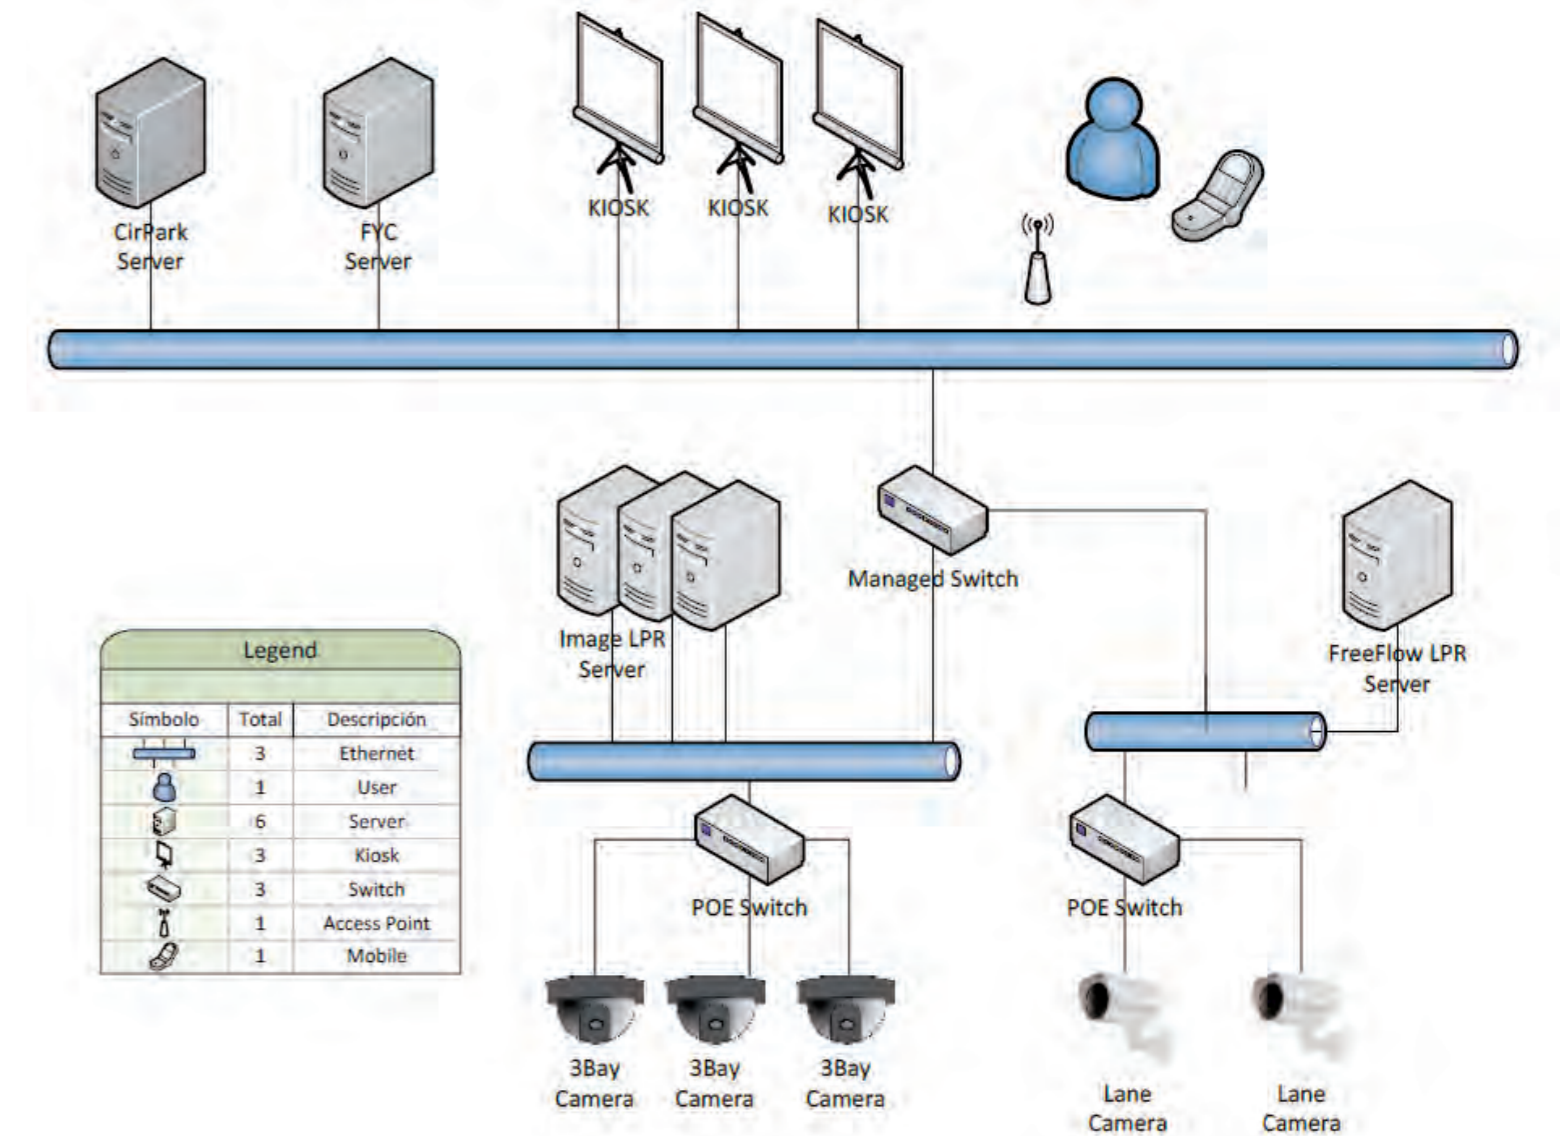 CirPark
Server
FYC
Server
KIOSK
KIOSK
KIOSK
Managed Switch
Image LPR
Server
FreeFlow LPR
Server
Legend
Símbolo Total Descripción
3 Ethernet
1 User
6 Server
3 Kiosk
3 Switch
1 Access Point
1 Mobile
POE Switch
POE Switch
3Bay
Camera
3Bay
Camera
3Bay
Camera
Lane
Camera
Lane
Camera